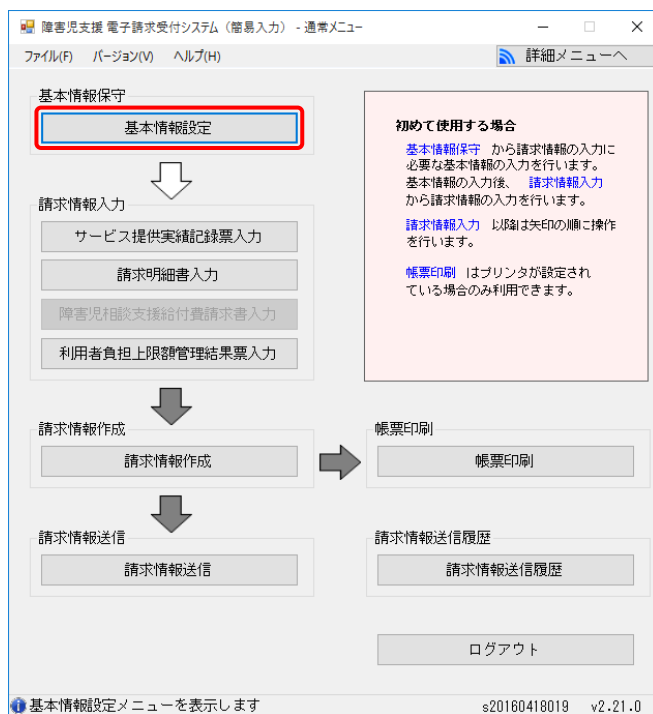 障害児支援 電子請求受付システム（簡易入力） - 通常メニュー
ファイル(F) バージョン(V) ヘルプ(H)
詳細メニューへ
基本情報保守
基本情報設定
請求情報入力
サービス提供実績記録票入力
請求明細書入力
障害児相談支援給付費請求書入力
利用者負担上限額管理結果票入力
初めて使用する場合
基本情報保守 から請求情報の入力に
必要な基本情報の入力を行います。
基本情報の入力後、 請求情報入力
から請求情報の入力を行います。
請求情報入力 以降は矢印の順に操作
を行います。
帳票印刷 はプリンタが設定され
ている場合のみ利用できます。
請求情報作成
請求情報作成
帳票印刷
帳票印刷
請求情報送信
請求情報送信
請求情報送信履歴
請求情報送信履歴
ログアウト
基本情報設定メニューを表示します
s20160418019 v2.21.0